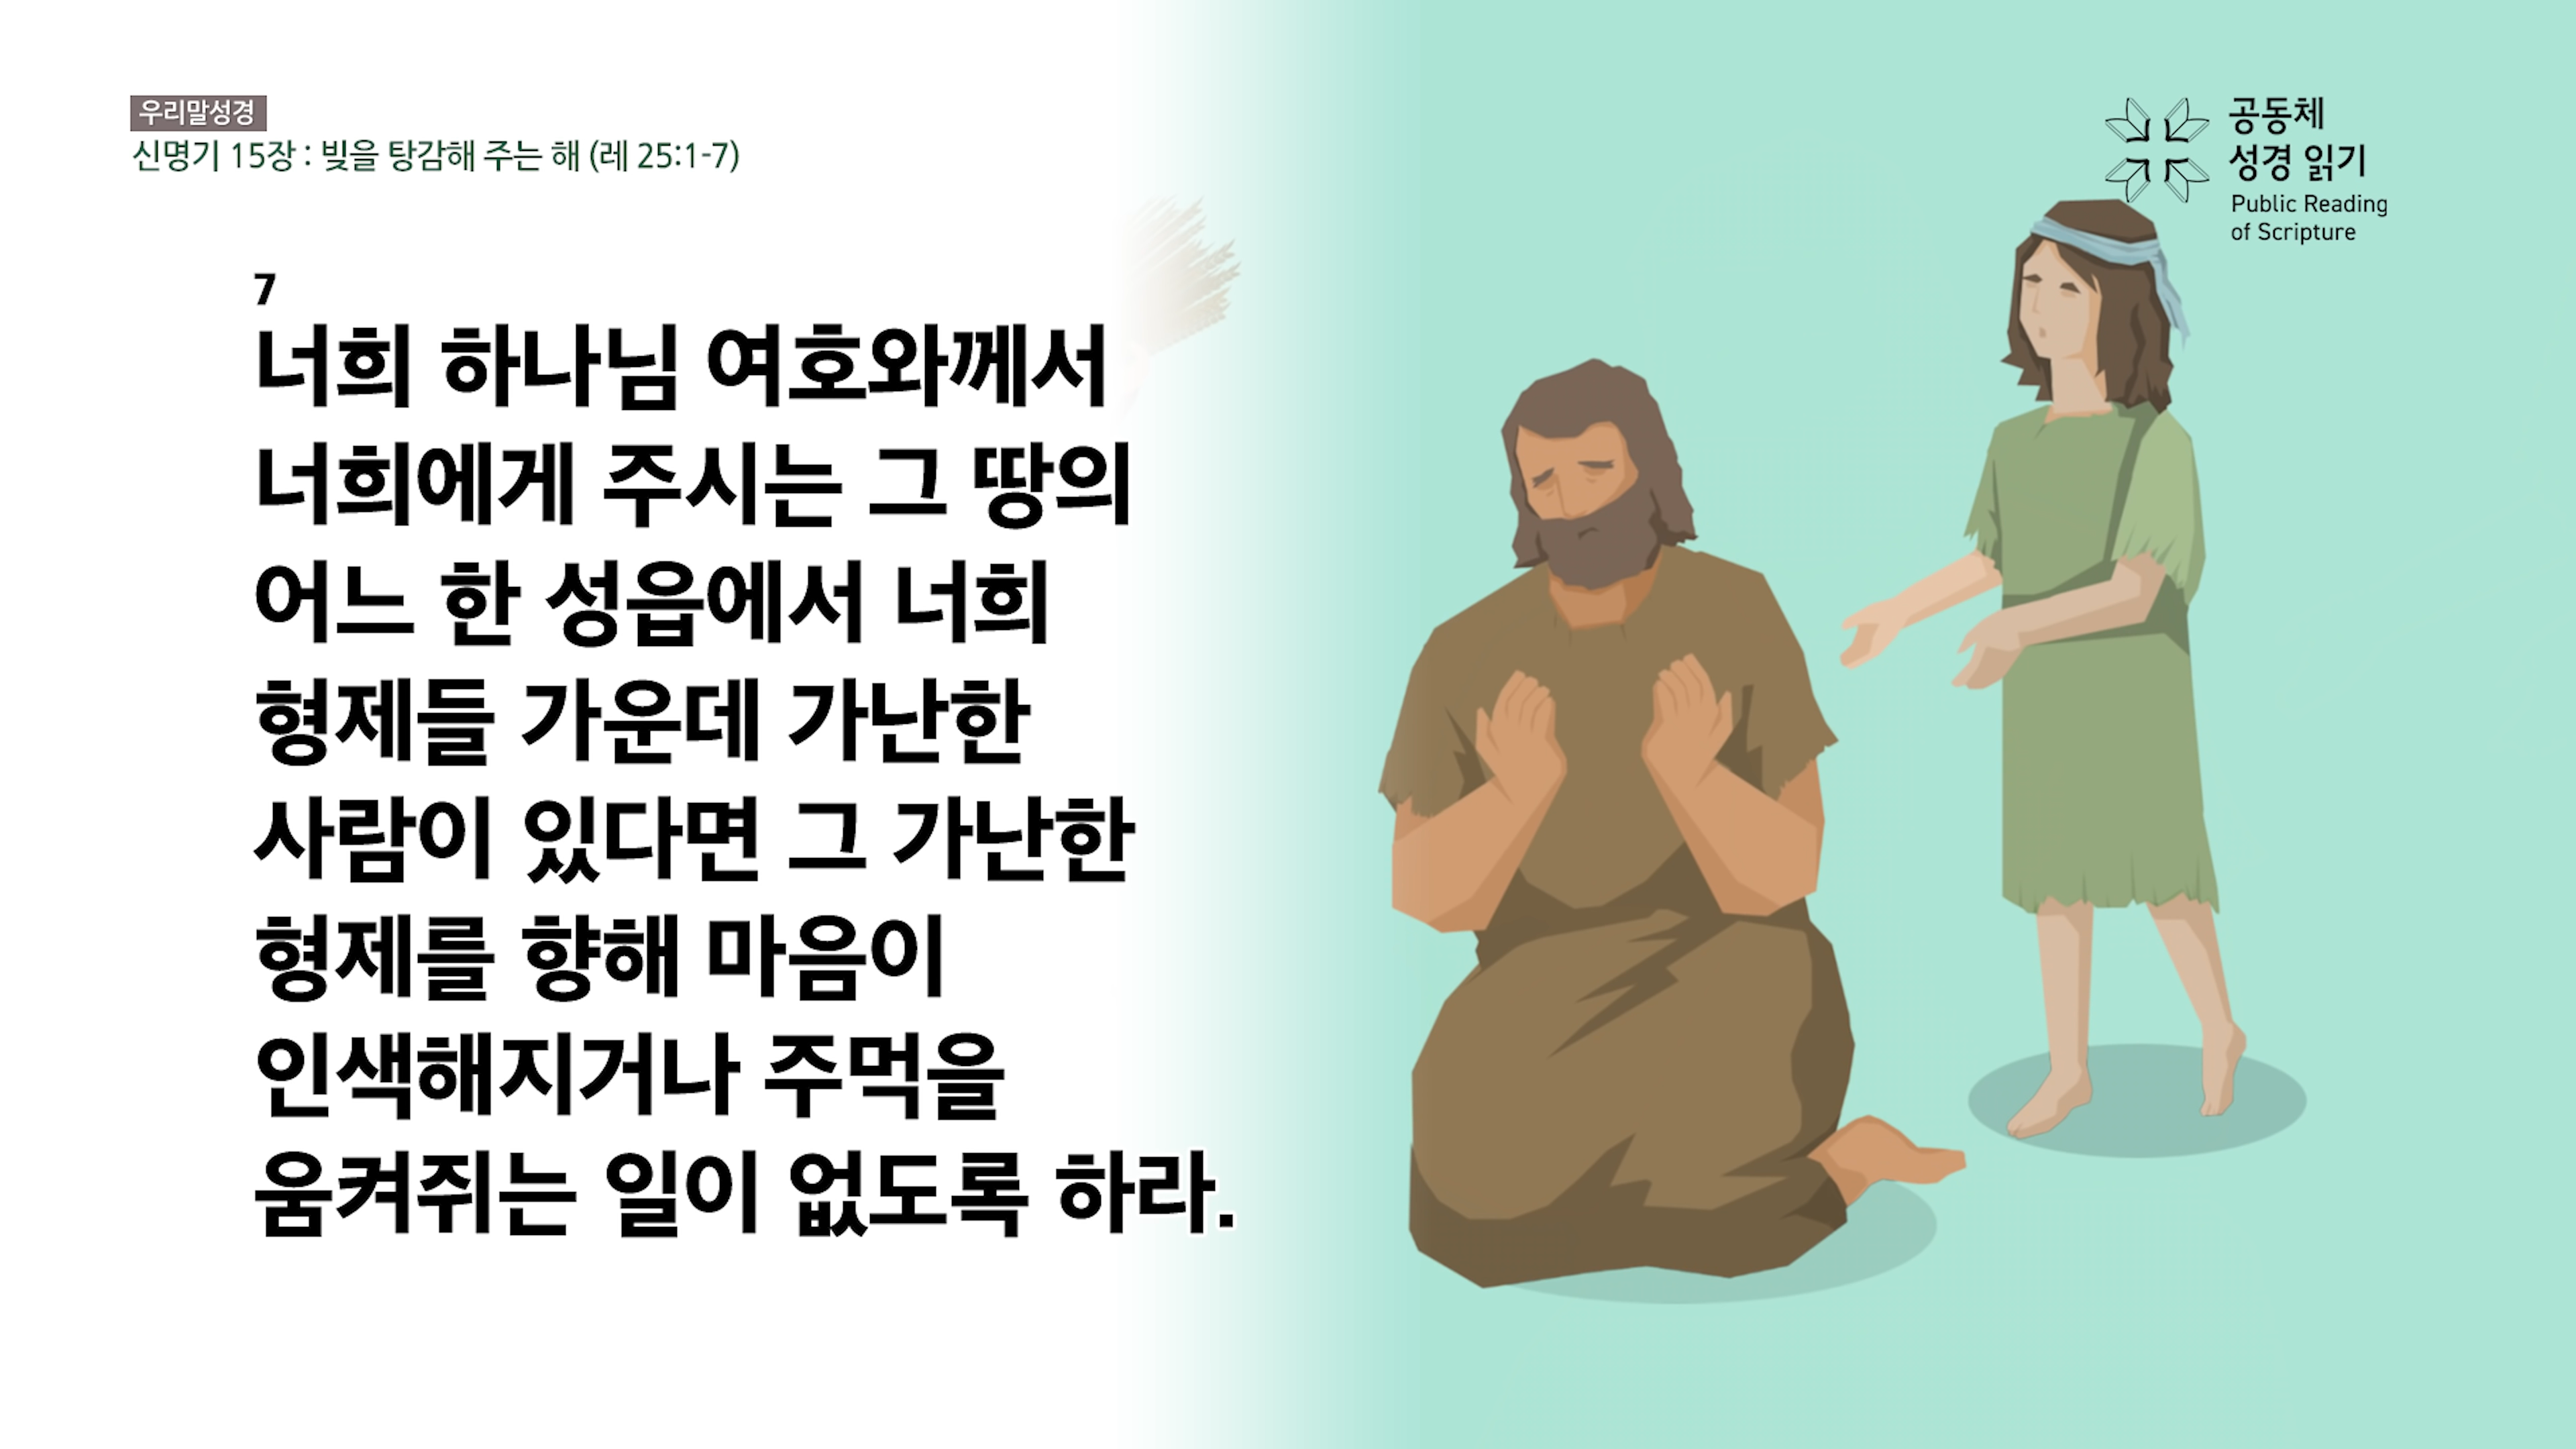 우리말성경
신명기 15장 : 빚을 탕감해 주는 해 (레 25:1-7)
공동체
성경 읽기
Public Reading
of Scripture
7
너희 하나님 여호와께서
너희에게 주시는 그 땅의
어느 한 성읍에서 너희
형제들 가운데 가난한
사람이 있다면 그 가난한
형제를 향해 마음이
인색해지거나 주먹을
움켜쥐는 일이 없도록 하라.